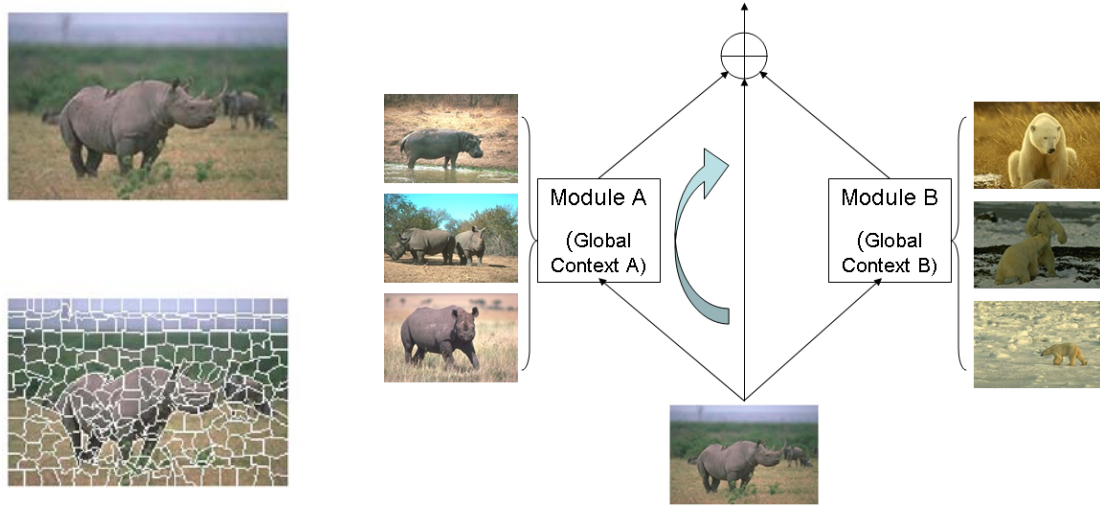 Module A
(Global
Context A)
Module B
(Global
Context B)